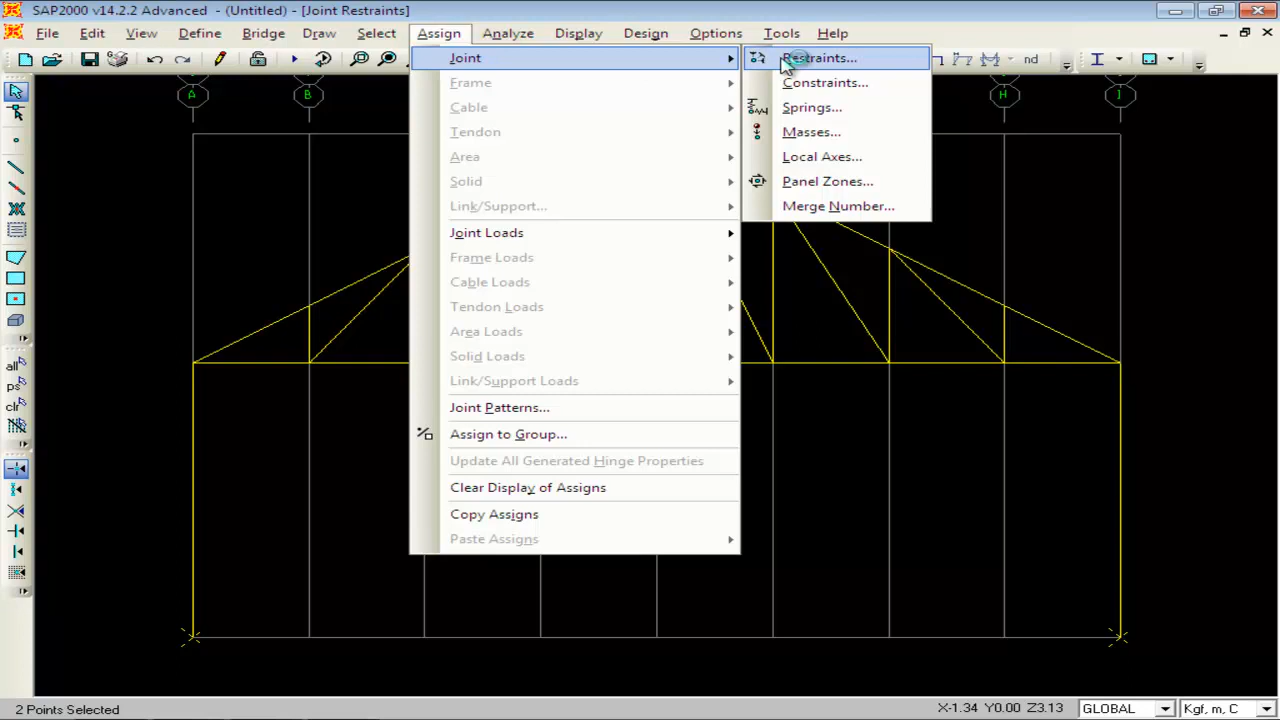 SAP2000 v14.2.2 Advanced - (Untitled) - [Joint Restraints]
File Edit View Define Bridge Draw Select Assign Analyze Display Design Options Tools Help
nd
all
ps
clr
A B H J
Joint
Frame
Cable
Tendon
Area
Solid
Link/Support...
Joint Loads
Frame Loads
Cable Loads
Tendon Loads
Area Loads
Solid Loads
Link/Support Loads
Joint Patterns...
Assign to Group...
Update All Generated Hinge Properties
Clear Display of Assigns
Copy Assigns
Paste Assigns
Restraints...
Constraints...
Springs...
Masses...
Local Axes...
Panel Zones...
Merge Number...
2 Points Selected
X-1.34 Y0.00 Z3.13
GLOBAL
Kgf, m, C